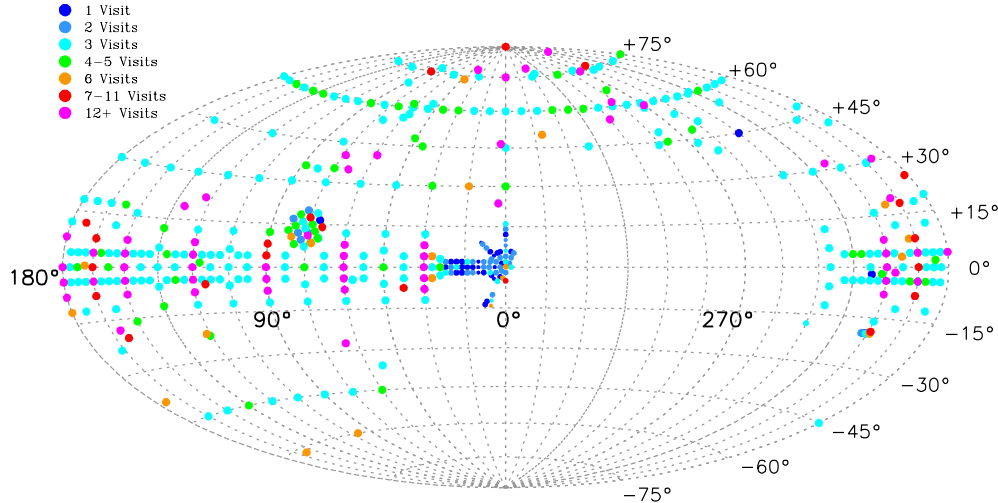 1 Visit
2 Visits
3 Visits
4-5 Visits
6 Visits
7-11 Visits
12+ Visits
+75°
+60°
+45°
+30°
+15°
180°
0°
90°
0°
270°
-15°
-30°
-45°
-60°
-75°